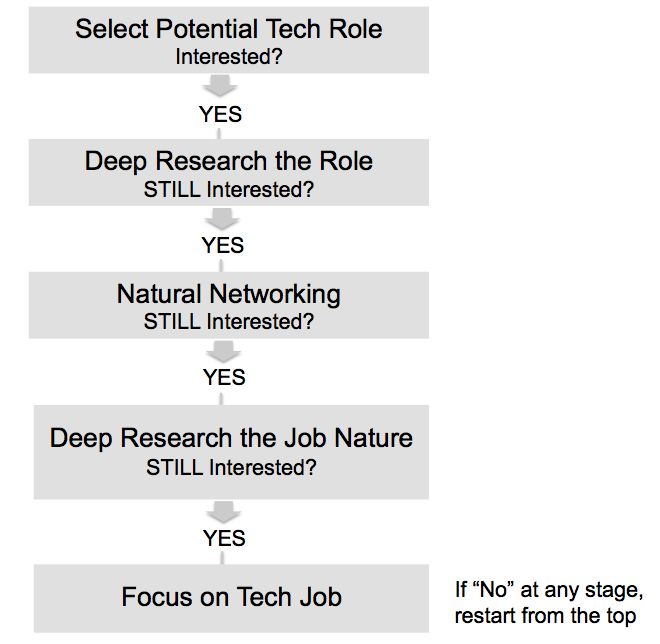 Select Potential Tech Role
Interested?
YES
Deep Research the Role
STILL Interested?
YES
Natural Networking
STILL Interested?
YES
Deep Research the Job Nature
STILL Interested?
YES
Focus on Tech Job
If “No” at any stage,
restart from the top